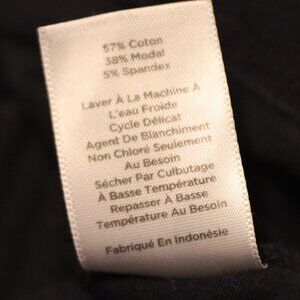 57% Coton
38% Modal
5% Spandex
Laver À La Machine À
L'eau Froide
Cycle Délicat
Agent De Blanchiment
Non Chloré Seulement
Au Besoin
Sécher Par Culbutage
À Basse Température
Repasser À Basse
Température Au Besoin
Fabriqué En Indonésie